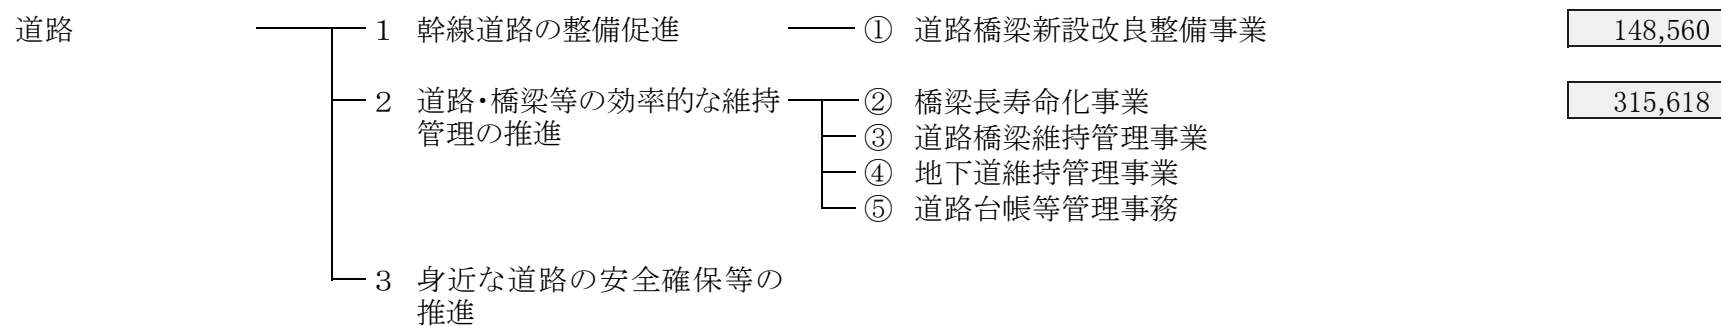 道路 1 幹線道路の整備促進 ① 道路橋梁新設改良整備事業 148,560
2 道路・橋梁等の効率的な維持 ② 橋梁長寿命化事業 315,618
管理の推進 ③ 道路橋梁維持管理事業
④ 地下道維持管理事業
⑤ 道路台帳等管理事務
3 身近な道路の安全確保等の
推進